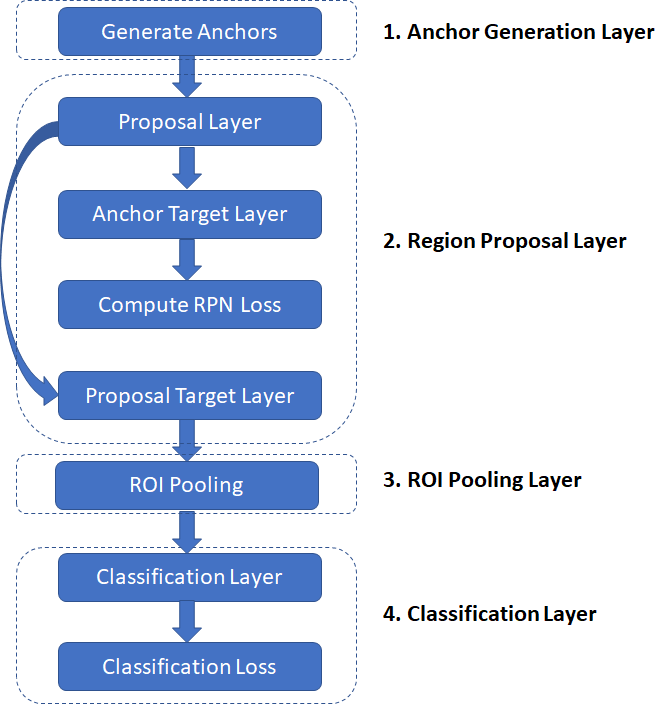 Generate Anchors
1. Anchor Generation Layer
Proposal Layer
Anchor Target Layer
2. Region Proposal Layer
Compute RPN Loss
Proposal Target Layer
ROI Pooling
3. ROI Pooling Layer
Classification Layer
4. Classification Layer
Classification Loss